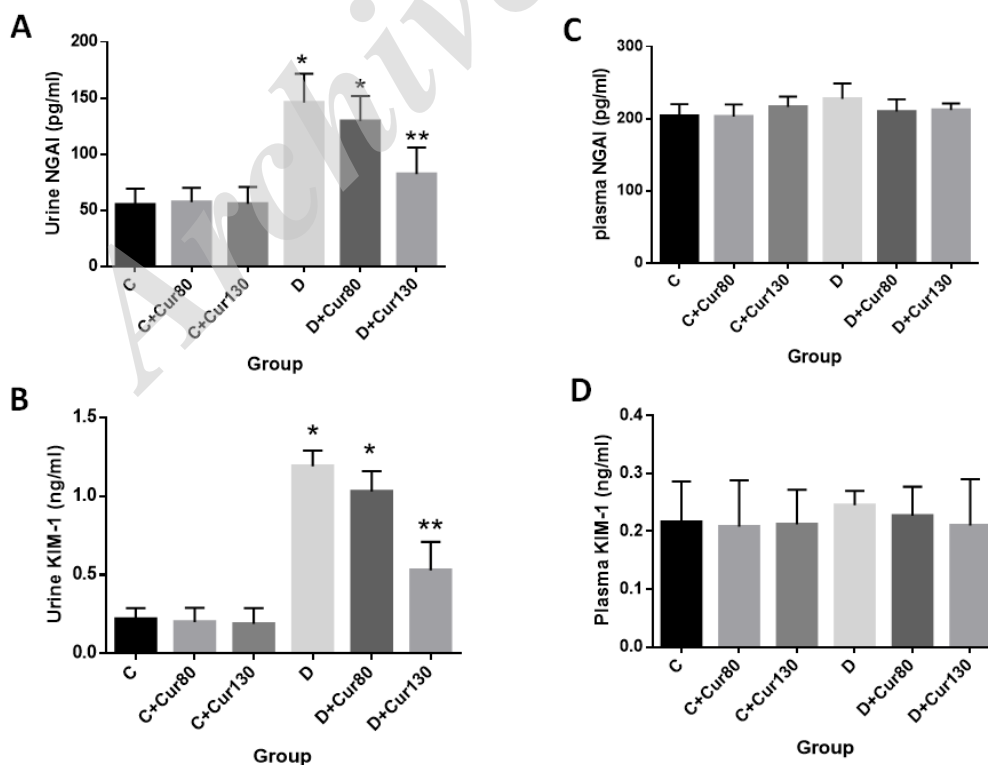 A
Urine NGAl (pg/ml)
200
150
100
50
0
*
*
**
C
C+Cur80
C+Cur130
D
D+Cur80
D+Cur130
Group
C
plasma NGAl (pg/ml)
300
200
100
0
C
C+Cur80
C+Cur130
D
D+Cur80
D+Cur130
Group
B
Urine KIM-1 (ng/ml)
1.5
1.0
0.5
0.0
*
*
**
C
C+Cur80
C+Cur130
D
D+Cur80
D+Cur130
Group
D
Plasma KIM-1 (ng/ml)
0.4
0.3
0.2
0.1
0.0
C
C+Cur80
C+Cur130
D
D+Cur80
D+Cur130
Group
Archive